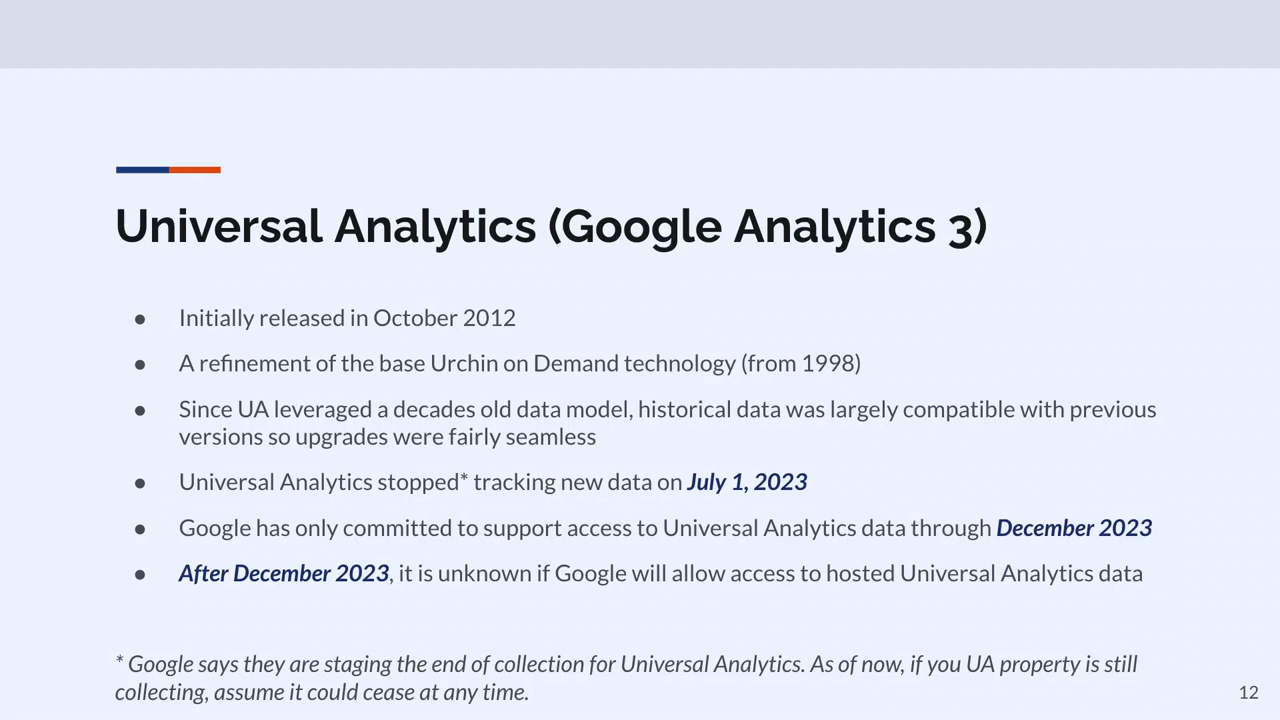 Universal Analytics (Google Analytics 3)
● Initially released in October 2012
● A refinement of the base Urchin on Demand technology (from 1998)
● Since UA leveraged a decades old data model, historical data was largely compatible with previous
versions so upgrades were fairly seamless
● Universal Analytics stopped* tracking new data on July 1, 2023
● Google has only committed to support access to Universal Analytics data through December 2023
● After December 2023, it is unknown if Google will allow access to hosted Universal Analytics data
* Google says they are staging the end of collection for Universal Analytics. As of now, if you UA property is still
collecting, assume it could cease at any time.
12